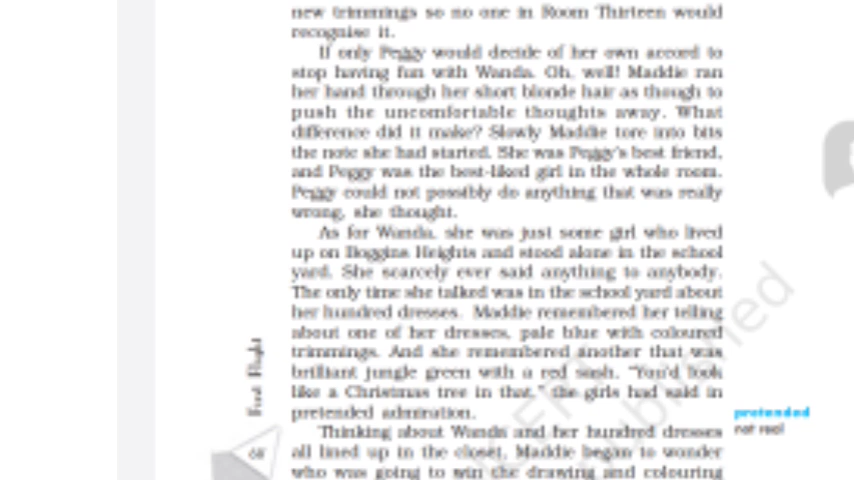 new trimmings so no one in Room Thirteen would
recognise it.
If only Peggy would decide of her own accord to
stop having fun with Wanda. Oh, well! Maddie ran
her hand through her short blonde hair as though to
push the uncomfortable thoughts away. What
difference did it make? Slowly Maddie tore into bits
the note she had started. She was Peggy's best friend,
and Peggy was the best-liked girl in the whole room.
Peggy could not possibly do anything that was really
wrong, she thought.
As for Wanda, she was just some girl who lived
up on Boggins Heights and stood alone in the school
yard. She scarcely ever said anything to anybody.
The only time she talked was in the school yard about
her hundred dresses. Maddie remembered her telling
about one of her dresses, pale blue with coloured
trimmings. And she remembered another that was
brilliant jungle green with a red sash. "You'd look
like a Christmas tree in that," the girls had said in
pretended admiration.
Thinking about Wanda and her hundred dresses
all lined up in the closet, Maddie began to wonder
who was going to win the drawing and colouring
pretended
not real
First Flight
68
NCERT
published